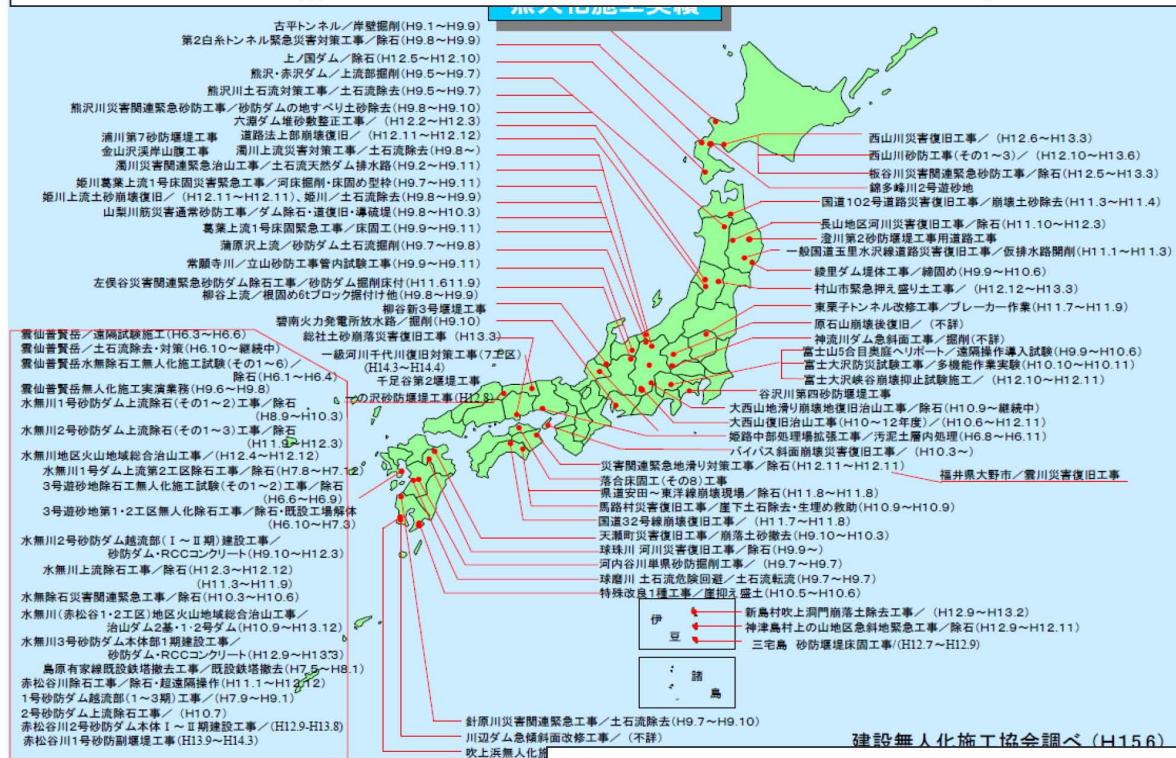 無人化施工実績
古平トンネル／岸壁掘削(H9.1～H9.9)
第2白糸トンネル緊急災害対策工事／除石(H9.8～H9.9)
上ノ国ダム／除石(H12.5～H12.10)
熊沢・赤沢ダム／上流部掘削(H9.5～H9.7)
熊沢川土石流対策工事／土石流除去(H9.5～H9.7)
熊沢川災害関連緊急砂防工事／砂防ダムの地すべり土砂除去(H9.8～H9.10)
六淵ダム堆砂敷整正工事／ (H12.2～H12.3)
浦川第7砂防堰堤工事 道路法上部崩壊復旧／ (H12.11～H12.12)
金山沢渓岸山腹工事 濁川上流災害対策工事／土石流除去(H9.8～)
濁川災害関連緊急治山工事／土石流天然ダム排水路(H9.2～H9.11)
姫川葛葉上流1号床固災害緊急工事／河床掘削・床固め型枠(H9.7～H9.11)
姫川上流土砂崩壊復旧／ (H12.11～H12.11)、姫川／土石流除去(H9.8～H9.9)
山梨川筋災害通常砂防工事／ダム除石・道復旧・導硫堤(H9.8～H10.3)
葛葉上流1号床固緊急工事／床固工(H9.9～H9.11)
蒲原沢上流／砂防ダム土石流掘削(H9.7～H9.8)
常願寺川／立山砂防工事管内試験工事(H9.9～H9.11)
左俣谷災害関連緊急砂防ダム除石工事／砂防ダム掘削床付(H11.611.9)
柳谷上流／根固め6tブロック据付け他(H9.8～H9.9)
柳谷新3号堰堤工事
碧南火力発電所放水路／掘削(H9.10)
総社土砂崩落災害復旧工事 (H13.3)
一級河川千代川復旧対策工事(7工区)
(H14.3～H14.4)
千足谷第2堰堤工事
一の沢砂防堰堤工事(H12.8)
雲仙普賢岳／遠隔試験施工(H6.3～H6.6)
雲仙普賢岳／土石流除去・対策(H6.10～継続中)
雲仙普賢岳水無除石工無人化施工試験(その1～6)／
除石(H6.1～H6.4)
雲仙普賢岳無人化施工実演業務(H9.6～H9.8)
水無川1号砂防ダム上流除石(その1～2)工事／除石
(H8.9～H10.3)
水無川2号砂防ダム上流除石(その1～3)工事／除石
(H11.9～H12.3)
水無川地区火山地域総合治山工事／(H12.4～H12.12)
水無川1号ダム上流第2工区除石工事／除石(H7.8～H7.12)
3号遊砂地除石工無人化施工試験(その1～2)工事／除石
(H6.6～H6.9)
3号遊砂地第1・2工区無人化除石工事／除石・既設工場解体
(H6.10～H7.3)
水無川2号砂防ダム越流部(Ⅰ～Ⅱ期)建設工事／
砂防ダム・RCCコンクリート(H9.10～H12.3)
水無川上流除石工事／除石(H12.3～H12.12)
(H11.3～H11.9)
水無除石災害関連緊急工事／除石(H10.3～H10.6)
水無川(赤松谷1・2工区)地区火山地域総合治山工事／
治山ダム2基・1・2号ダム(H10.9～H13.12)
水無川3号砂防ダム本体部1期建設工事／
砂防ダム・RCCコンクリート(H12.9～H13.3)
島原有家線既設鉄塔撤去工事／既設鉄塔撤去(H7.5～H8.1)
赤松谷川除石工事／除石・超遠隔操作(H11.1～H12.12)
1号砂防ダム越流部(1～3期)工事／(H7.9～H9.1)
2号砂防ダム上流除石工事／ (H10.7)
赤松谷川2号砂防ダム本体Ⅰ～Ⅱ期建設工事／(H12.9-H13.8)
赤松谷川1号砂防副堰堤工事(H13.9～H14.3)
西山川災害復旧工事／ (H12.6～H13.3)
西山川砂防工事(その1～3)／ (H12.10～H13.6)
板谷川災害関連緊急砂防工事／除石(H12.5～H13.3)
錦多峰川2号遊砂地
国道102号道路災害復旧工事／崩壊土砂除去(H11.3～H11.4)
長山地区河川災害復旧工事／除石(H11.10～H12.3)
澄川第2砂防堰堤工事用道路工事
一般国道玉里水沢線道路災害復旧工事／仮排水路開削(H11.1～H11.3)
綾里ダム堤体工事／締固め(H9.9～H10.6)
村山市緊急押え盛り土工事／ (H12.12～H13.3)
東栗子トンネル改修工事／ブレーカー作業(H11.7～H11.9)
原石山崩壊後復旧／ (不詳)
神流川ダム急斜面工事／掘削(不詳)
富士山5合目奥庭ヘリポート／遠隔操作導入試験(H9.9～H10.6)
富士大沢防災試験工事／多機能作業実験(H10.10～H10.11)
富士大沢峡谷崩壊抑止試験施工／ (H12.10～H12.11)
谷沢川第四砂防堰堤工事
大西山地滑り崩壊地復旧治山工事／除石(H10.9～継続中)
大西山復旧治山工事(H10～12年度)／ (H10.6～H12.11)
姫路中部処理場拡張工事／汚泥土層内処理(H6.8～H6.11)
バイパス斜面崩壊災害復旧工事／ (H10.3～)
災害関連緊急地滑り対策工事／除石(H12.11～H12.11)
福井県大野市／雲川災害復旧工事
落合床固工(その8)工事
県道安田～東洋線崩壊現場／除石(H11.8～H11.8)
馬路村災害復旧工事／崖下土石除去・生埋め救助(H10.9～H10.9)
国道32号線崩壊復旧工事／ (H11.7～H11.8)
天瀬町災害復旧工事／崩落土砂撤去(H9.10～H10.3)
球珠川 河川災害復旧工事／除石(H9.9～)
河内谷川単県砂防掘削工事／(H9.7～H9.7)
球磨川 土石流危険回避／土石流転流(H9.7～H9.7)
特殊改良1種工事／崖抑え盛土(H10.5～H10.6)
伊豆
諸島
新島村吹上洞門崩落土除去工事／ (H12.9～H13.2)
神津島村上の山地区急斜地緊急工事／除石(H12.9～H12.11)
三宅島 砂防堰堤床固工事/(H12.7～H12.9)
針原川災害関連緊急工事／土石流除去(H9.7～H9.10)
川辺ダム急傾斜面改修工事／ (不詳)
吹上浜無人化施
建設無人化施工協会調べ (H15.6)